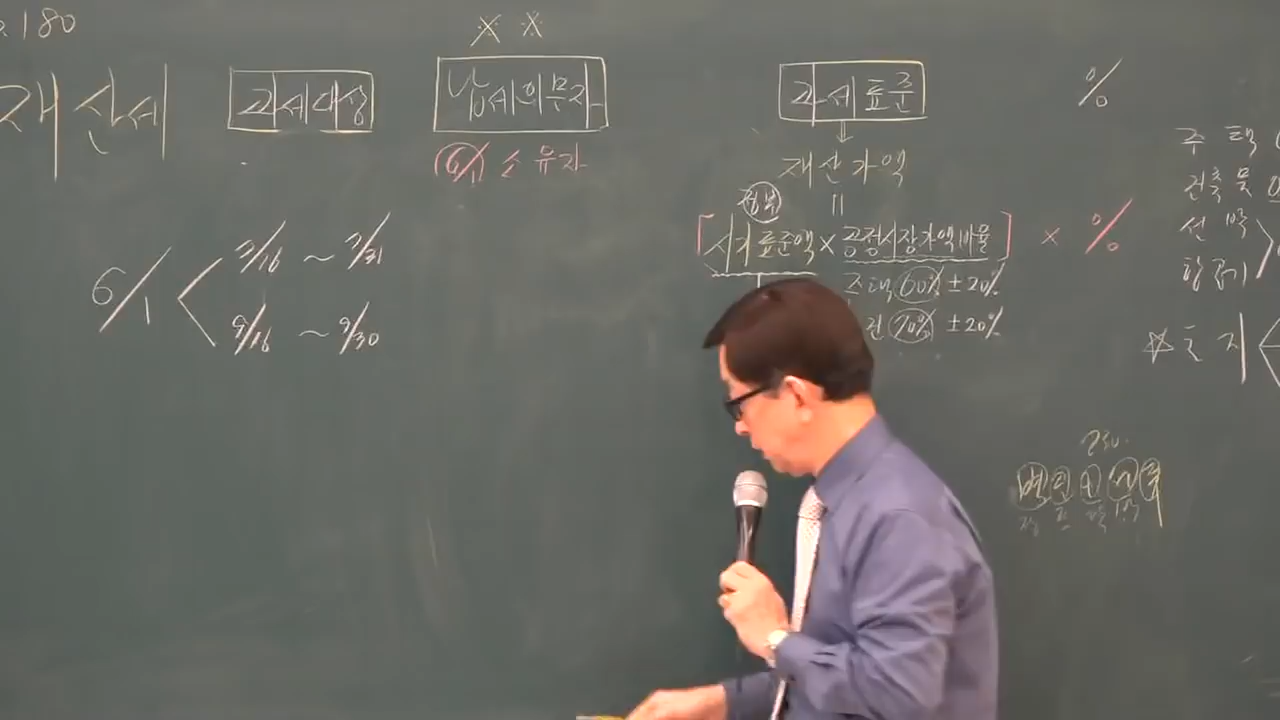 .180
재산세
과세대상
※ ※
납세의무자
6/1 소유자
6/1
7/16 ~ 7/31
9/16 ~ 9/30
과세표준
재산가액
=
정부
[시가표준액 × 공정시장가액비율] × %
주택 60% ±20%
건 70% ±20%
%
주택
건축물
선박
항공기
☆토지